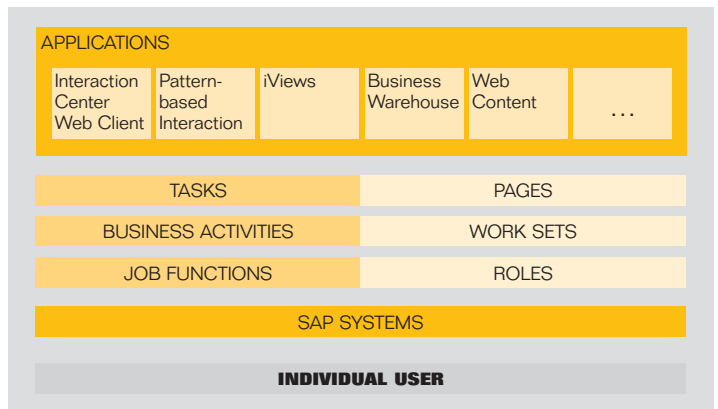 APPLICATIONS
Interaction
Center
Web Client
Pattern-
based
Interaction
iViews
Business
Warehouse
Web
Content
...
TASKS
PAGES
BUSINESS ACTIVITIES
WORK SETS
JOB FUNCTIONS
ROLES
SAP SYSTEMS
INDIVIDUAL USER